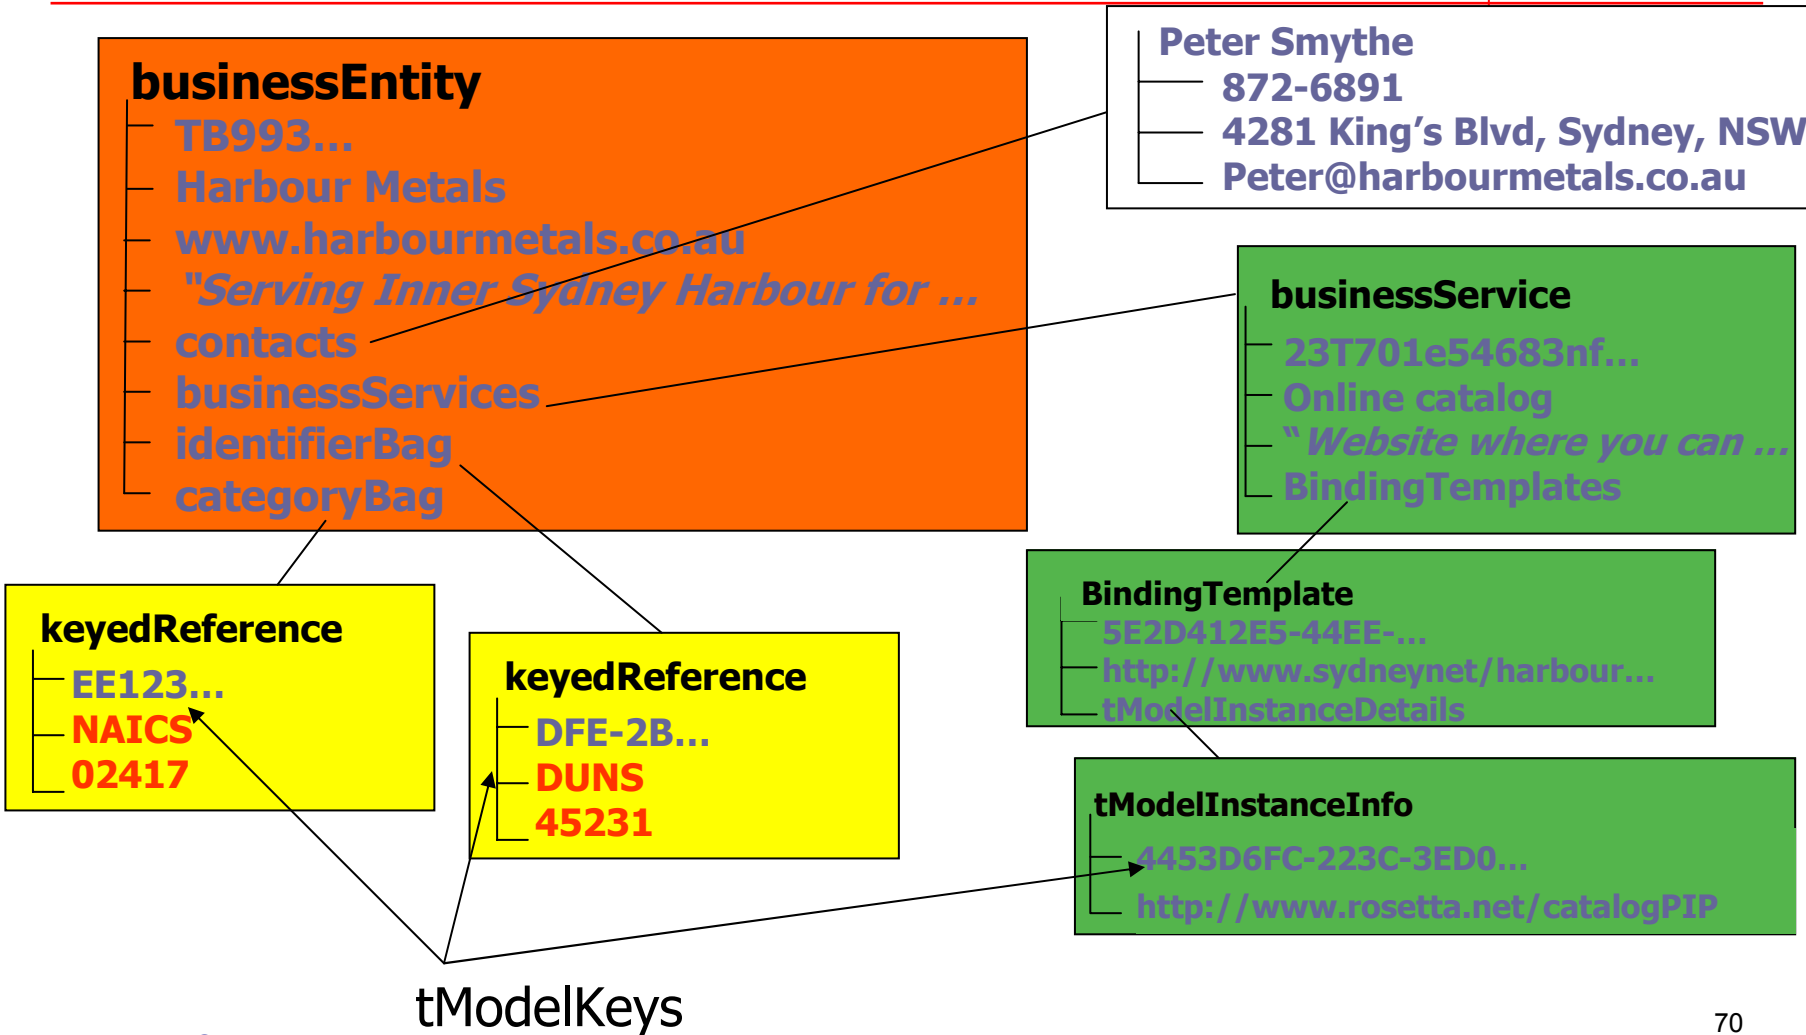 businessEntity
TB993...
Harbour Metals
www.harbourmetals.co.au
"Serving Inner Sydney Harbour for ...
contacts
businessServices
identifierBag
categoryBag
Peter Smythe
872-6891
4281 King’s Blvd, Sydney, NSW
Peter@harbourmetals.co.au
businessService
23T701e54683nf...
Online catalog
“Website where you can ...
BindingTemplates
BindingTemplate
5E2D412E5-44EE-...
http://www.sydneynet/harbour...
tModelInstanceDetails
tModelInstanceInfo
4453D6FC-223C-3ED0...
http://www.rosetta.net/catalogPIP
keyedReference
EE123...
NAICS
02417
keyedReference
DFE-2B...
DUNS
45231
tModelKeys
70